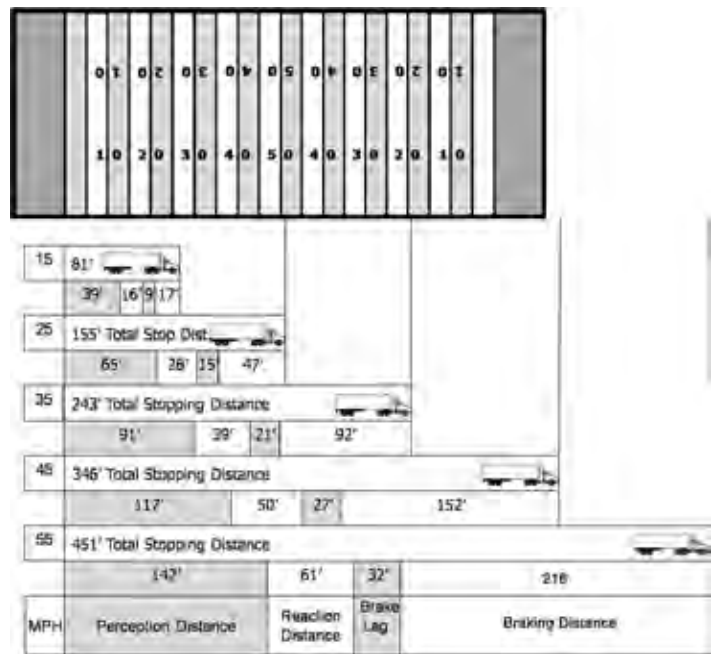 1 0 2 0 3 0 4 0 5 0 4 0 3 0 2 0 1 0
1 0 2 0 3 0 4 0 5 0 4 0 3 0 2 0 1 0
15 81'
39' 16' 9 17'
25 155' Total Stop Dist
65' 28' 15' 47'
35 243' Total Stopping Distance
91' 39' 21' 92'
45 346' Total Stopping Distance
117' 50' 27' 152'
55 451' Total Stopping Distance
142' 61' 32' 216
MPH Perception Distance Reaction Distance Brake Lag Braking Distance